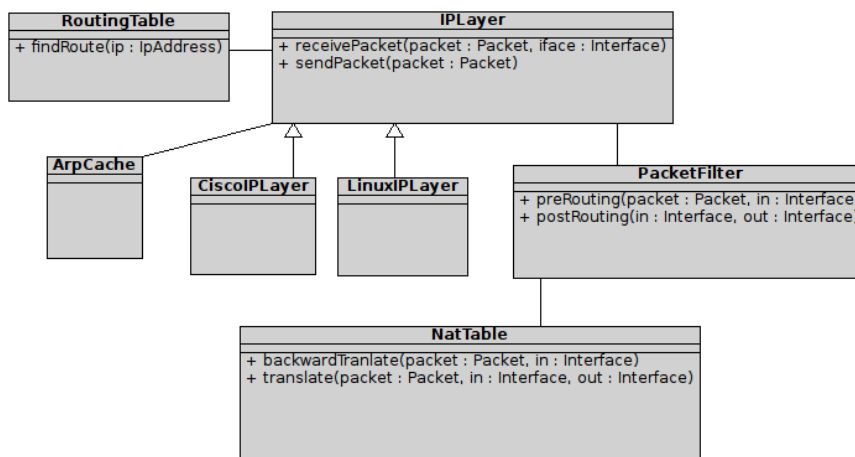 RoutingTable
+ findRoute(ip : IpAddress)
IPLayer
+ receivePacket(packet : Packet, iface : Interface)
+ sendPacket(packet : Packet)
ArpCache
CiscoIPLayer
LinuxIPLayer
PacketFilter
+ preRouting(packet : Packet, in : Interface
+ postRouting(in : Interface, out : Interface)
NatTable
+ backwardTranlate(packet : Packet, in : Interface)
+ translate(packet : Packet, in : Interface, out : Interface)